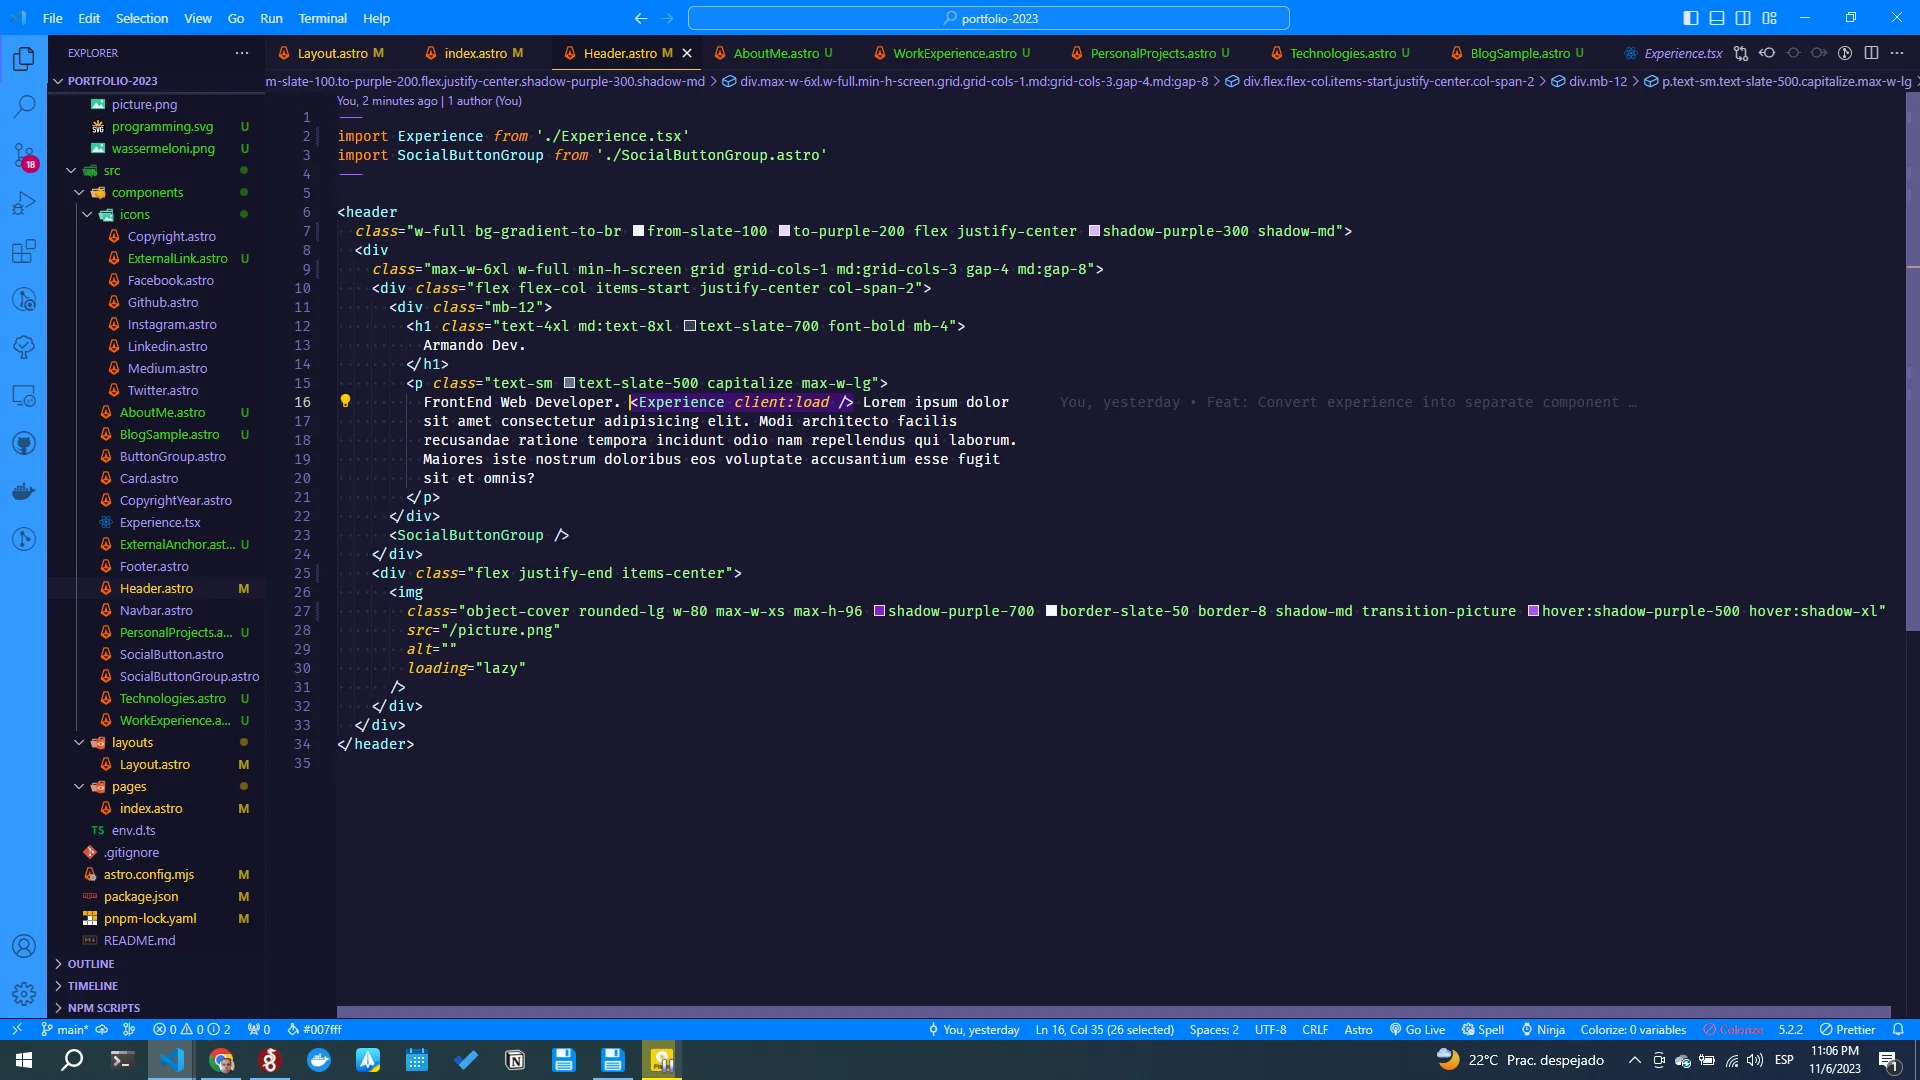 File Edit Selection View Go Run Terminal Help
portfolio-2023
EXPLORER
Layout.astro M
index.astro M
Header.astro M
AboutMe.astro U
WorkExperience.astro U
PersonalProjects.astro U
Technologies.astro U
BlogSample.astro U
Experience.tsx
PORTFOLIO-2023
m-slate-100.to-purple-200.flex.justify-center.shadow-purple-300.shadow-md > div.max-w-6xl.w-full.min-h-screen.grid.grid-cols-1.md:grid-cols-3.gap-4.md:gap-8 > div.flex.flex-col.items-start.justify-center.col-span-2 > div.mb-12 > p.text-sm.text-slate-500.capitalize.max-w-lg >
picture.png
programming.svg U
wassermeloni.png U
src
components
icons
Copyright.astro
ExternalLink.astro U
Facebook.astro
Github.astro
Instagram.astro
Linkedin.astro
Medium.astro
Twitter.astro
AboutMe.astro U
BlogSample.astro U
ButtonGroup.astro
Card.astro
CopyrightYear.astro
Experience.tsx
ExternalAnchor.ast... U
Footer.astro
Header.astro M
Navbar.astro
PersonalProjects.a... U
SocialButton.astro
SocialButtonGroup.astro
Technologies.astro U
WorkExperience.a... U
layouts
Layout.astro M
pages
index.astro M
TS env.d.ts
.gitignore
astro.config.mjs M
package.json M
pnpm-lock.yaml M
README.md
OUTLINE
TIMELINE
NPM SCRIPTS
18
You, 2 minutes ago | 1 author (You)
1 ---
2 import Experience from './Experience.tsx'
3 import SocialButtonGroup from './SocialButtonGroup.astro'
4 ---
5
6 <header
7 class="w-full bg-gradient-to-br from-slate-100 to-purple-200 flex justify-center shadow-purple-300 shadow-md">
8 <div
9 class="max-w-6xl w-full min-h-screen grid grid-cols-1 md:grid-cols-3 gap-4 md:gap-8">
10 <div class="flex flex-col items-start justify-center col-span-2">
11 <div class="mb-12">
12 <h1 class="text-4xl md:text-8xl text-slate-700 font-bold mb-4">
13 Armando Dev.
14 </h1>
15 <p class="text-sm text-slate-500 capitalize max-w-lg">
16 FrontEnd Web Developer. <Experience client:load /> Lorem ipsum dolor You, yesterday • Feat: Convert experience into separate component …
17 sit amet consectetur adipisicing elit. Modi architecto facilis
18 recusandae ratione tempora incidunt odio nam repellendus qui laborum.
19 Maiores iste nostrum doloribus eos voluptate accusantium esse fugit
20 sit et omnis?
21 </p>
22 </div>
23 <SocialButtonGroup />
24 </div>
25 <div class="flex justify-end items-center">
26 <img
27 class="object-cover rounded-lg w-80 max-w-xs max-h-96 shadow-purple-700 border-slate-50 border-8 shadow-md transition-picture hover:shadow-purple-500 hover:shadow-xl"
28 src="/picture.png"
29 alt=""
30 loading="lazy"
31 />
32 </div>
33 </div>
34 </header>
35
main* 0 0 2 0 #007fff You, yesterday Ln 16, Col 35 (26 selected) Spaces: 2 UTF-8 CRLF Astro Go Live Spell Ninja Colorize: 0 variables Colorize 5.2.2 Prettier
22°C Prac. despejado ESP 11:06 PM
11/6/2023 1